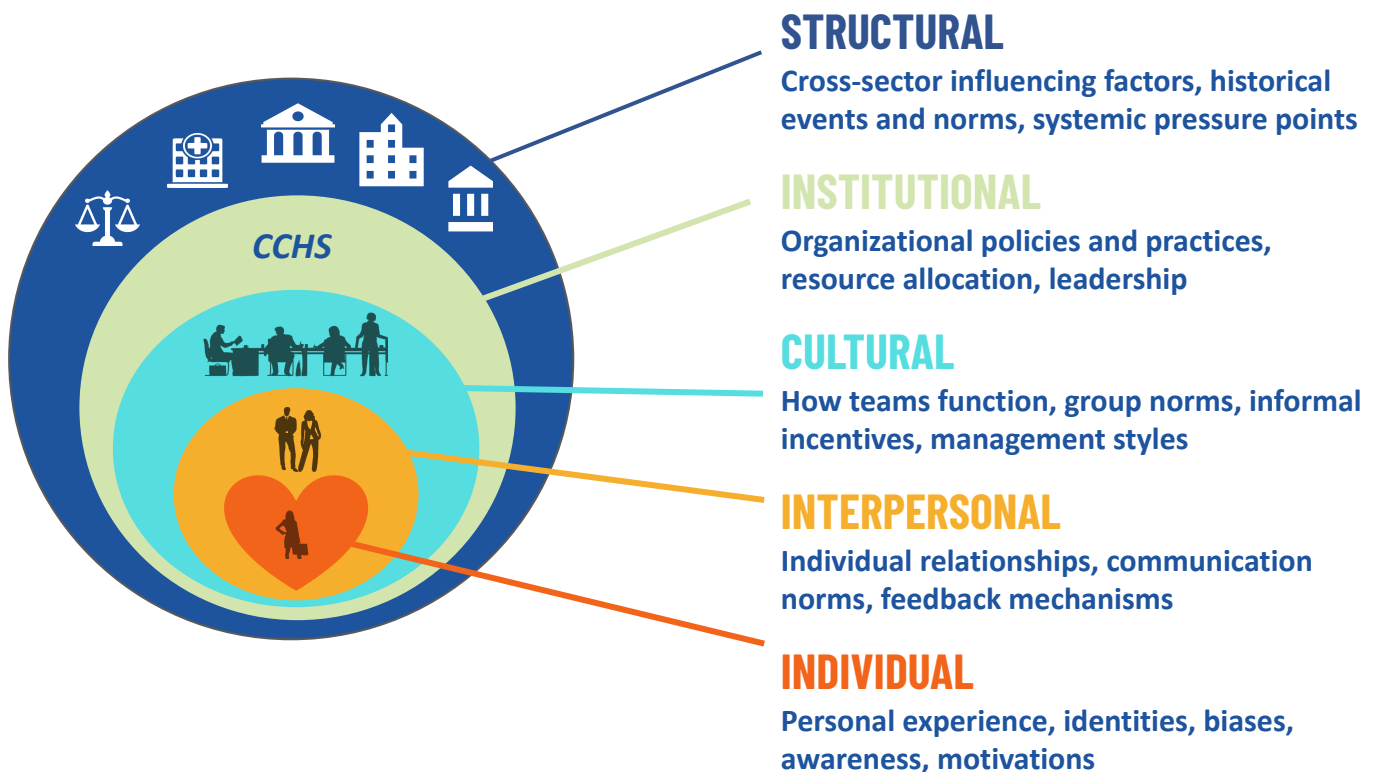 STRUCTURAL
Cross-sector influencing factors, historical
events and norms, systemic pressure points
CCHS
INSTITUTIONAL
Organizational policies and practices,
resource allocation, leadership
CULTURAL
How teams function, group norms, informal
incentives, management styles
INTERPERSONAL
Individual relationships, communication
norms, feedback mechanisms
INDIVIDUAL
Personal experience, identities, biases,
awareness, motivations